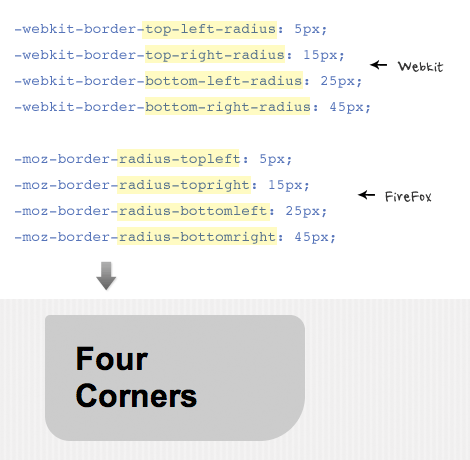 -webkit-border-top-left-radius: 5px;
-webkit-border-top-right-radius: 15px;
-webkit-border-bottom-left-radius: 25px;
-webkit-border-bottom-right-radius: 45px;
Webkit
-moz-border-radius-topleft: 5px;
-moz-border-radius-topright: 15px;
-moz-border-radius-bottomleft: 25px;
-moz-border-radius-bottomright: 45px;
FireFox
Four
Corners